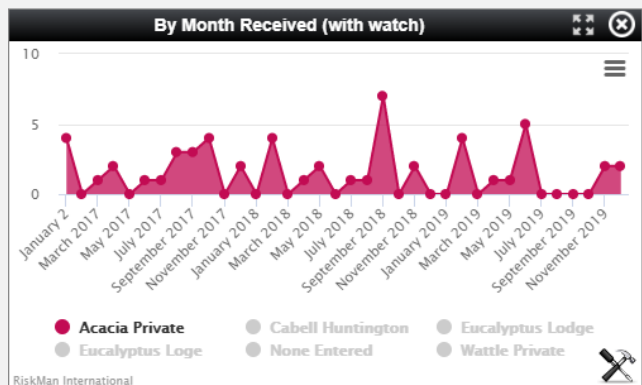 By Month Received (with watch)
10
5
0
January 2
March 2017
May 2017
July 2017
September 2017
November 2017
January 2018
March 2018
May 2018
July 2018
September 2018
November 2018
January 2019
March 2019
May 2019
July 2019
September 2019
November 2019
Acacia Private Cabell Huntington Eucalyptus Lodge
Eucalyptus Loge None Entered Wattle Private
RiskMan International